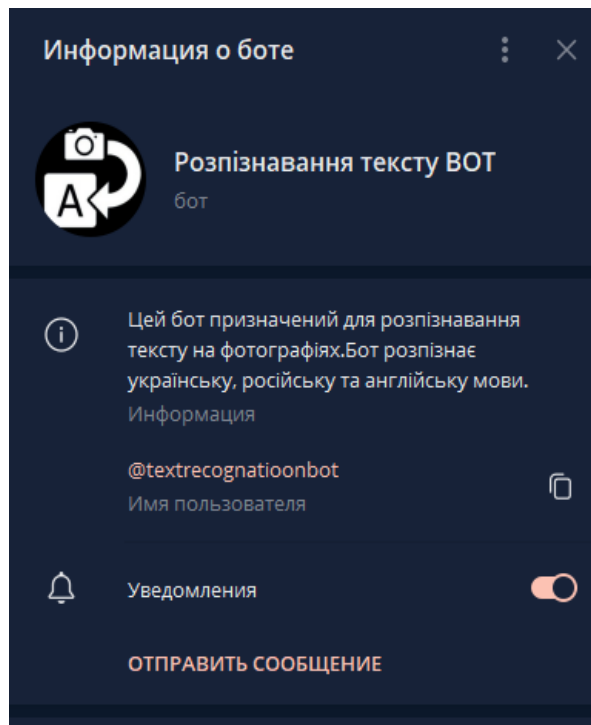 Информация о боте
A
Розпізнавання тексту ВОТ
бот
Цей бот призначений для розпізнавання
тексту на фотографіях.Бот розпізнає
українську, російську та англійську мови.
Информация
@textrecognatioonbot
Имя пользователя
Уведомления
ОТПРАВИТЬ СООБЩЕНИЕ